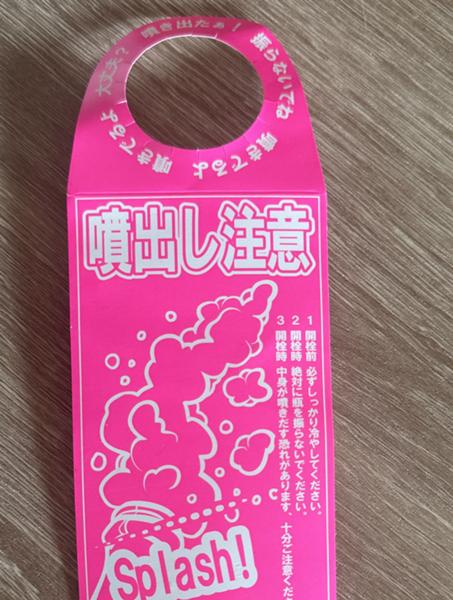 大丈夫？
噴き出たぁ！
振らないでね
噴きでるよ
噴きでるよ
噴出し注意
1 開栓前 必ずしっかり冷やしてください。
2 開栓時 絶対に瓶を振らないでください。
3 開栓時 中身が噴きだす恐れがあります、十分ご注意くださ
Splash!